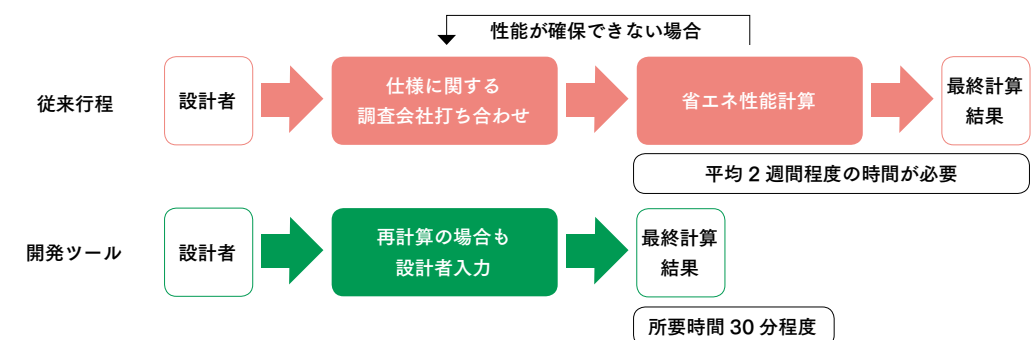 性能が確保できない場合
従来行程
設計者
仕様に関する
調査会社打ち合わせ
省エネ性能計算
最終計算
結果
平均2週間程度の時間が必要
開発ツール
設計者
再計算の場合も
設計者入力
最終計算
結果
所要時間30分程度